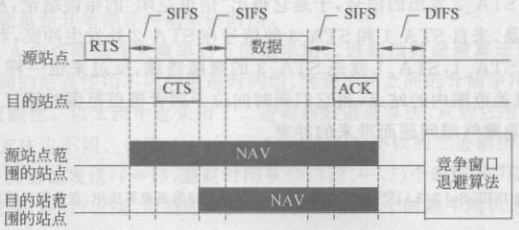 SIFS SIFS SIFS DIFS
源站点 RTS 数据
目的站点 CTS ACK
源站点范
围的站点
NAV
目的站范
围的站点
NAV
竞争窗口
退避算法